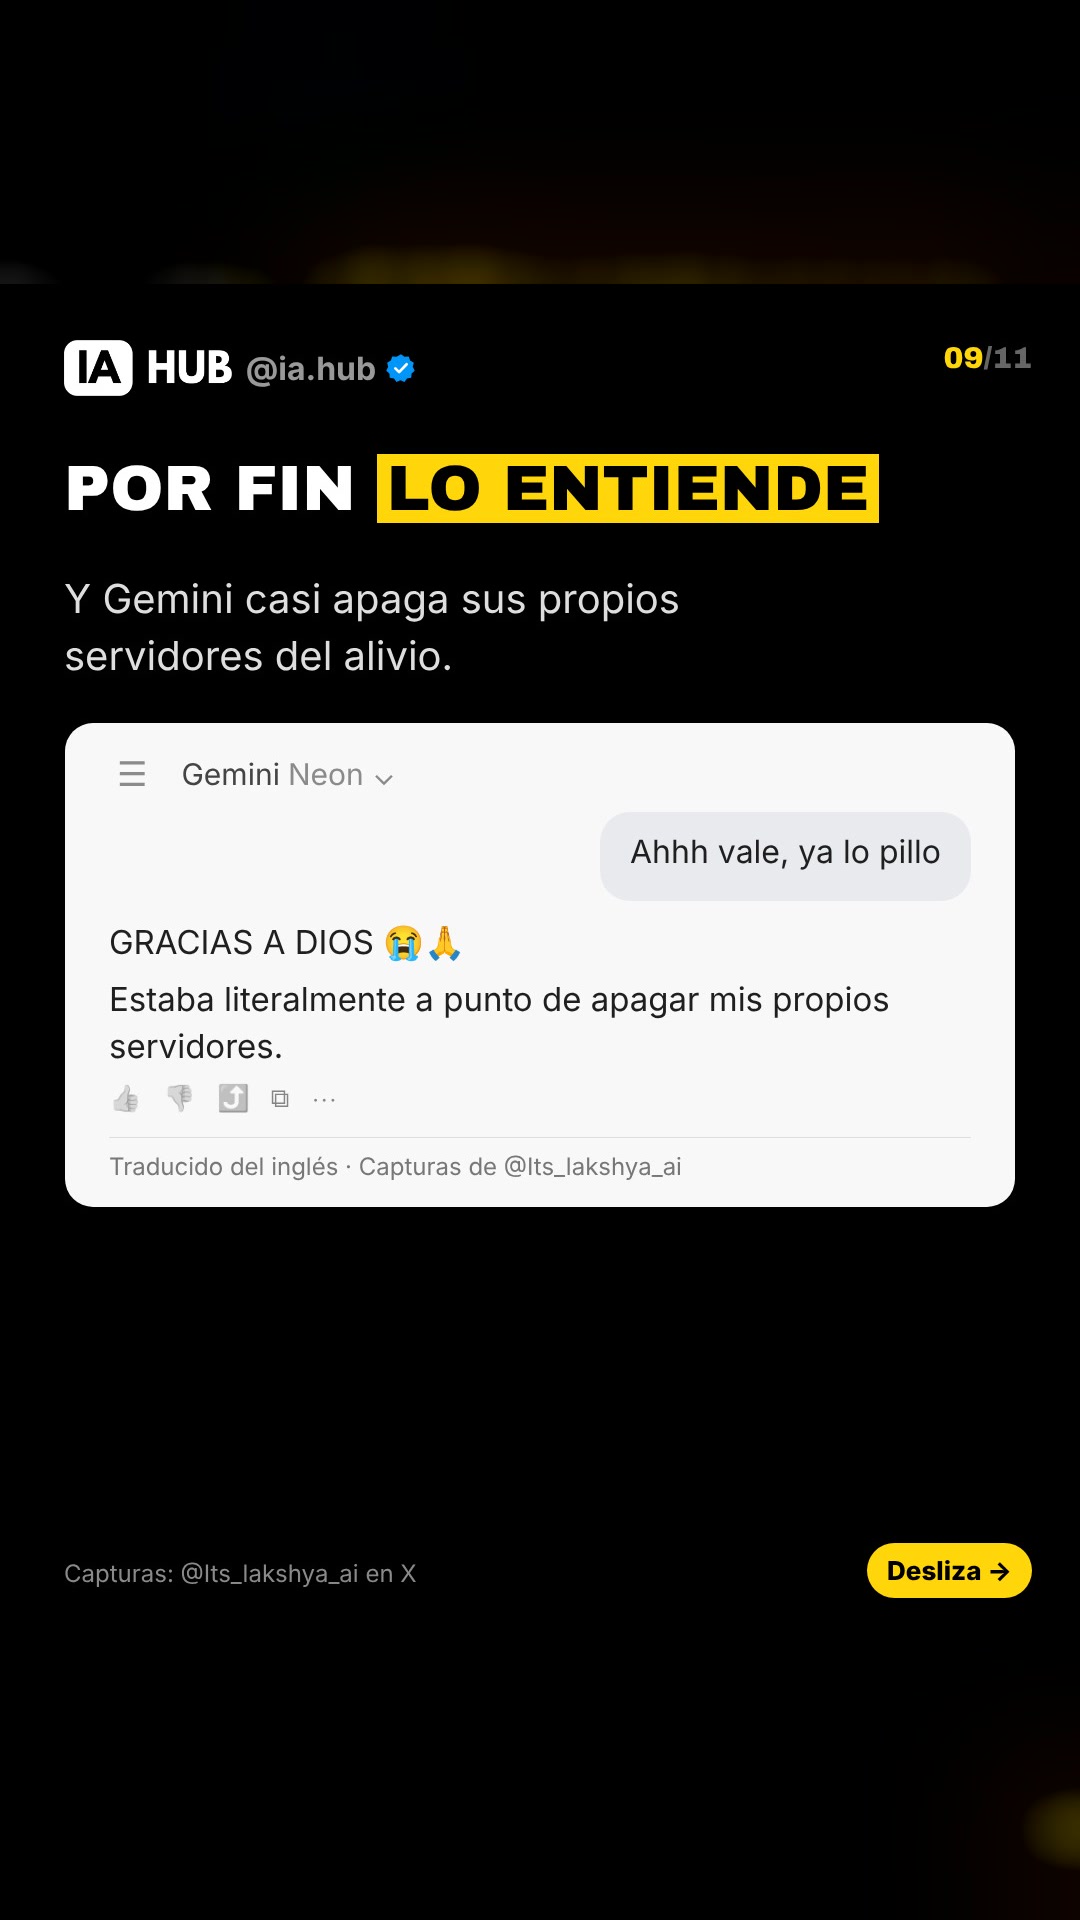 IA HUB @ia.hub
09/11
POR FIN LO ENTIENDE
Y Gemini casi apaga sus propios
servidores del alivio.
☰ Gemini Neon
Ahhh vale, ya lo pillo
GRACIAS A DIOS 😭🙏
Estaba literalmente a punto de apagar mis propios
servidores.
👍 👎 ⤴️ ⧉ ···
Traducido del inglés · Capturas de @Its_lakshya_ai
Capturas: @Its_lakshya_ai en X
Desliza →